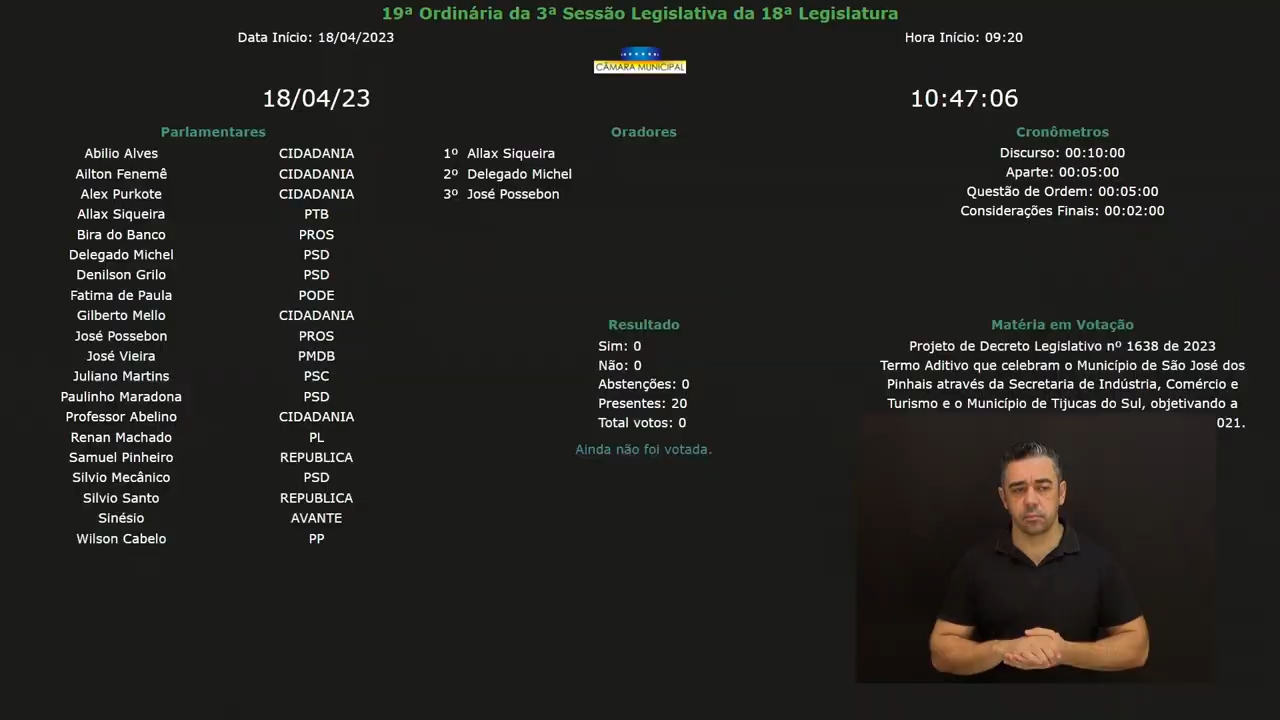 19ª Ordinária da 3ª Sessão Legislativa da 18ª Legislatura
Data Início: 18/04/2023
Hora Início: 09:20
CÂMARA MUNICIPAL
18/04/23
10:47:06
Parlamentares
Abilio Alves CIDADANIA
Ailton Fenemê CIDADANIA
Alex Purkote CIDADANIA
Allax Siqueira PTB
Bira do Banco PROS
Delegado Michel PSD
Denilson Grilo PSD
Fatima de Paula PODE
Gilberto Mello CIDADANIA
José Possebon PROS
José Vieira PMDB
Juliano Martins PSC
Paulinho Maradona PSD
Professor Abelino CIDADANIA
Renan Machado PL
Samuel Pinheiro REPUBLICA
Silvio Mecânico PSD
Silvio Santo REPUBLICA
Sinésio AVANTE
Wilson Cabelo PP
Oradores
1º Allax Siqueira
2º Delegado Michel
3º José Possebon
Resultado
Sim: 0
Não: 0
Abstenções: 0
Presentes: 20
Total votos: 0
Ainda não foi votada.
Cronômetros
Discurso: 00:10:00
Aparte: 00:05:00
Questão de Ordem: 00:05:00
Considerações Finais: 00:02:00
Matéria em Votação
Projeto de Decreto Legislativo nº 1638 de 2023
Termo Aditivo que celebram o Município de São José dos
Pinhais através da Secretaria de Indústria, Comércio e
Turismo e o Município de Tijucas do Sul, objetivando a
021.